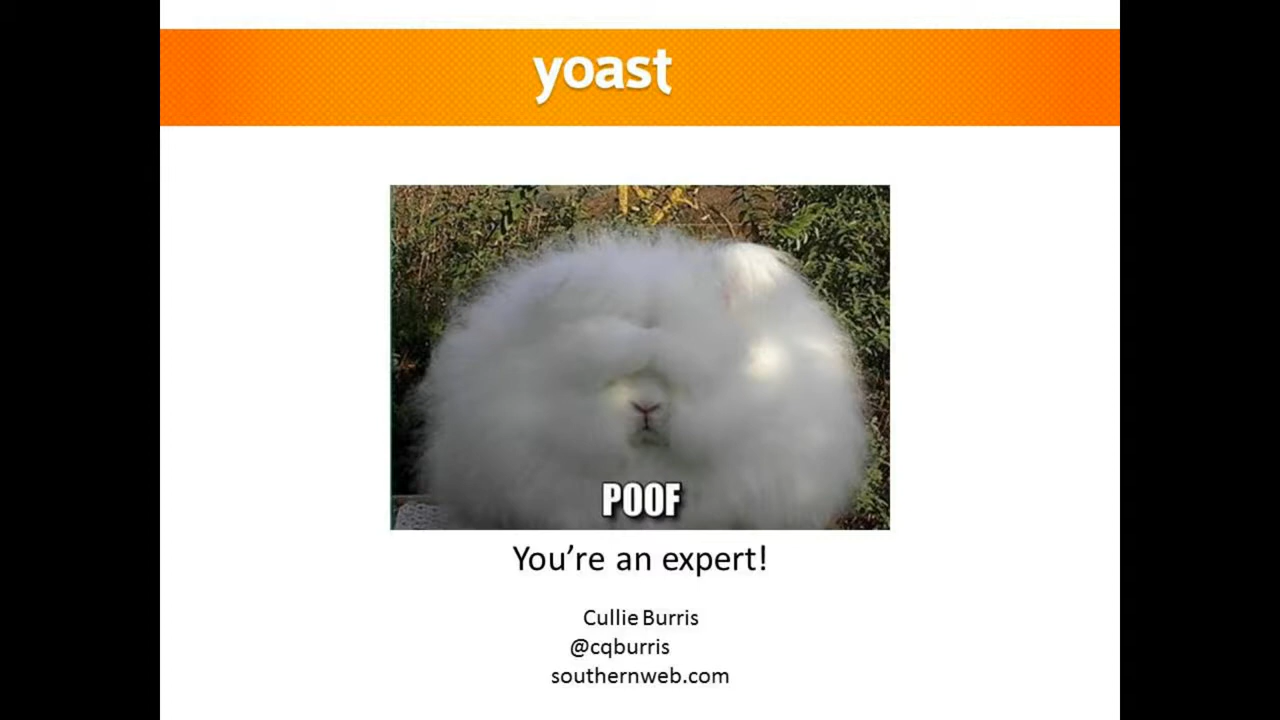 yoast
POOF
You're an expert!
Cullie Burris
@cqburris
southernweb.com